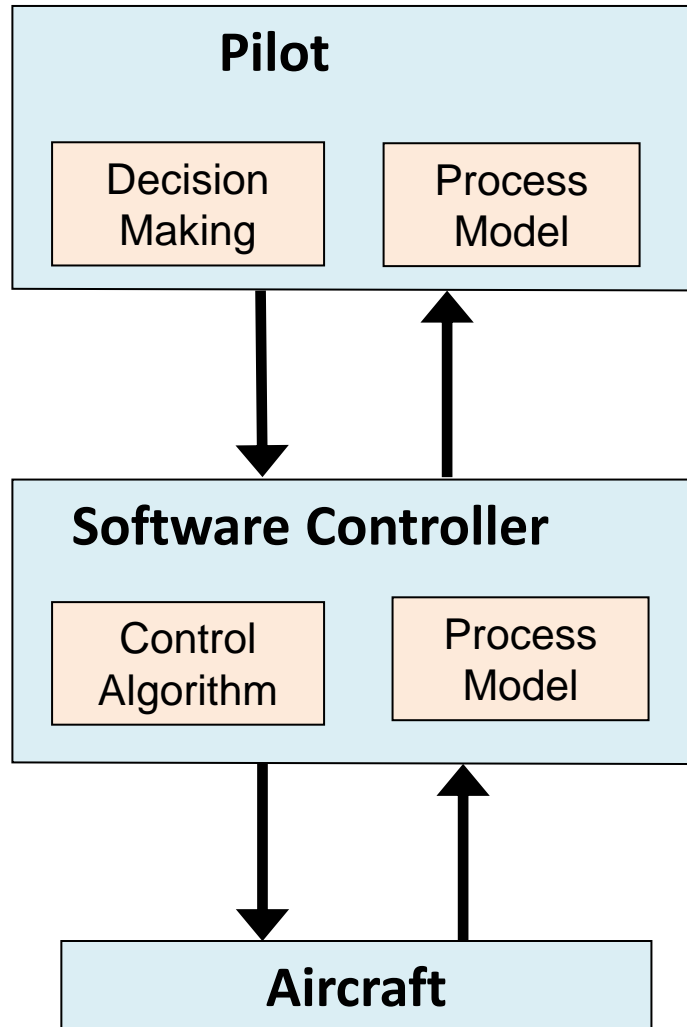 Pilot
Decision
Making
Process
Model
Software Controller
Control
Algorithm
Process
Model
Aircraft